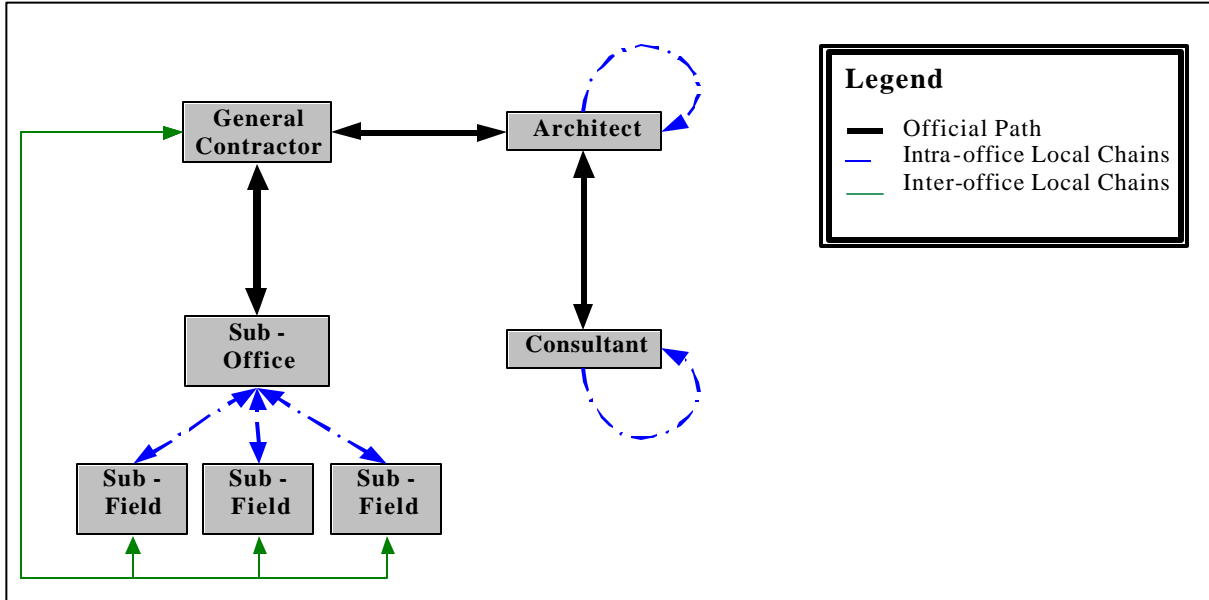 General
Contractor
Architect
Legend
Official Path
Intra-office Local Chains
Inter-office Local Chains
Sub -
Office
Consultant
Sub -
Field
Sub -
Field
Sub -
Field